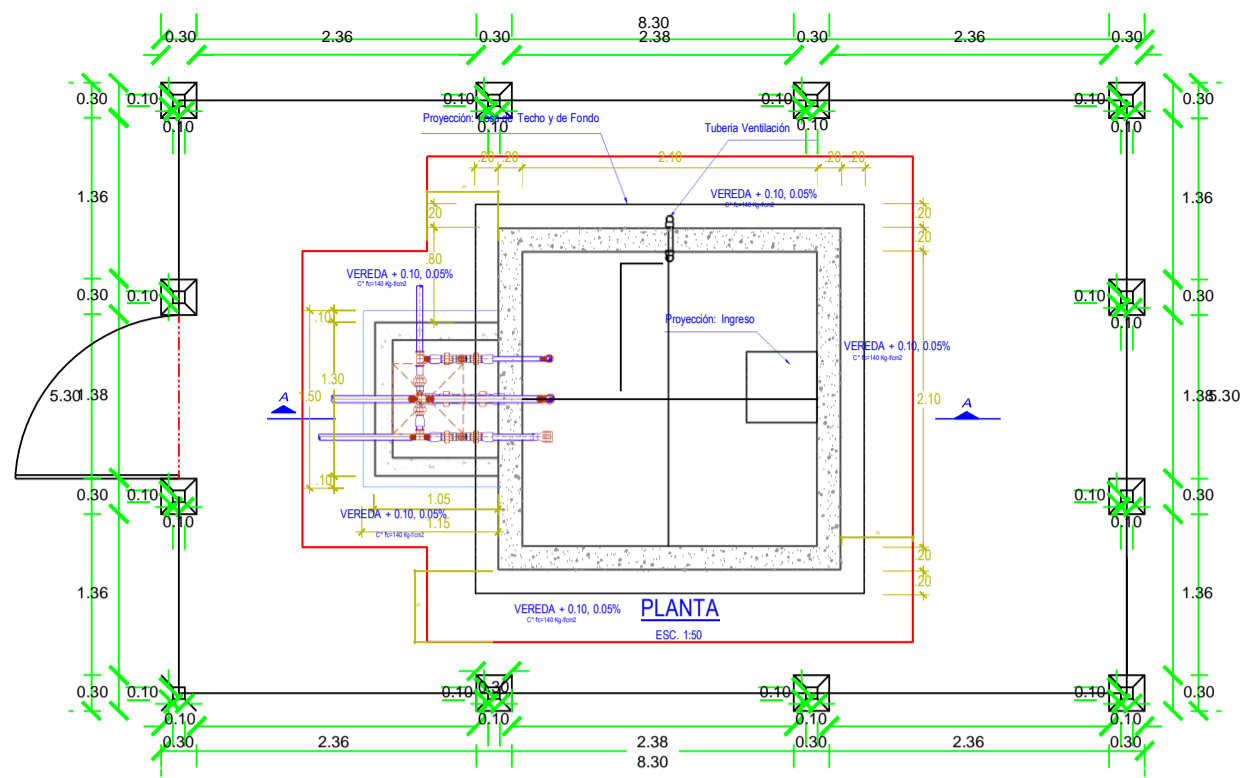 8.30
0.30 2.36 0.30 2.38 0.30 2.36 0.30
0.30 0.10 0.10 0.10 0.10 0.30
0.10 0.10 0.10 0.10
Proyección: de Techo y de Fondo
Tuberia Ventilación
.20 .20 2.10 .20 .20
1.36 1.36
VEREDA + 0.10, 0.05%
C° fc=140 Kg-f/cm2
.20 .20
.20
.80
VEREDA + 0.10, 0.05%
C° fc=140 Kg-f/cm2
0.30 0.10 0.10 0.30
0.10
.10
Proyección: Ingreso
VEREDA + 0.10, 0.05%
C° fc=140 Kg-f/cm2
1.30
5.30 1.38 1.50 2.10 1.38 5.30
A A
.10
0.30 0.10 1.05 0.10 0.30
VEREDA + 0.10, 0.05%
0.10 1.15 0.10
C° fc=140 Kg-f/cm2
.20
.20
1.36 1.36
VEREDA + 0.10, 0.05%
C° fc=140 Kg-f/cm2
PLANTA
ESC. 1:50
0.30
0.30 0.10 0.10 0.10 0.10 0.30
0.10 0.10 0.10 0.10
0.30 2.36 2.38 0.30 2.36 0.30
8.30